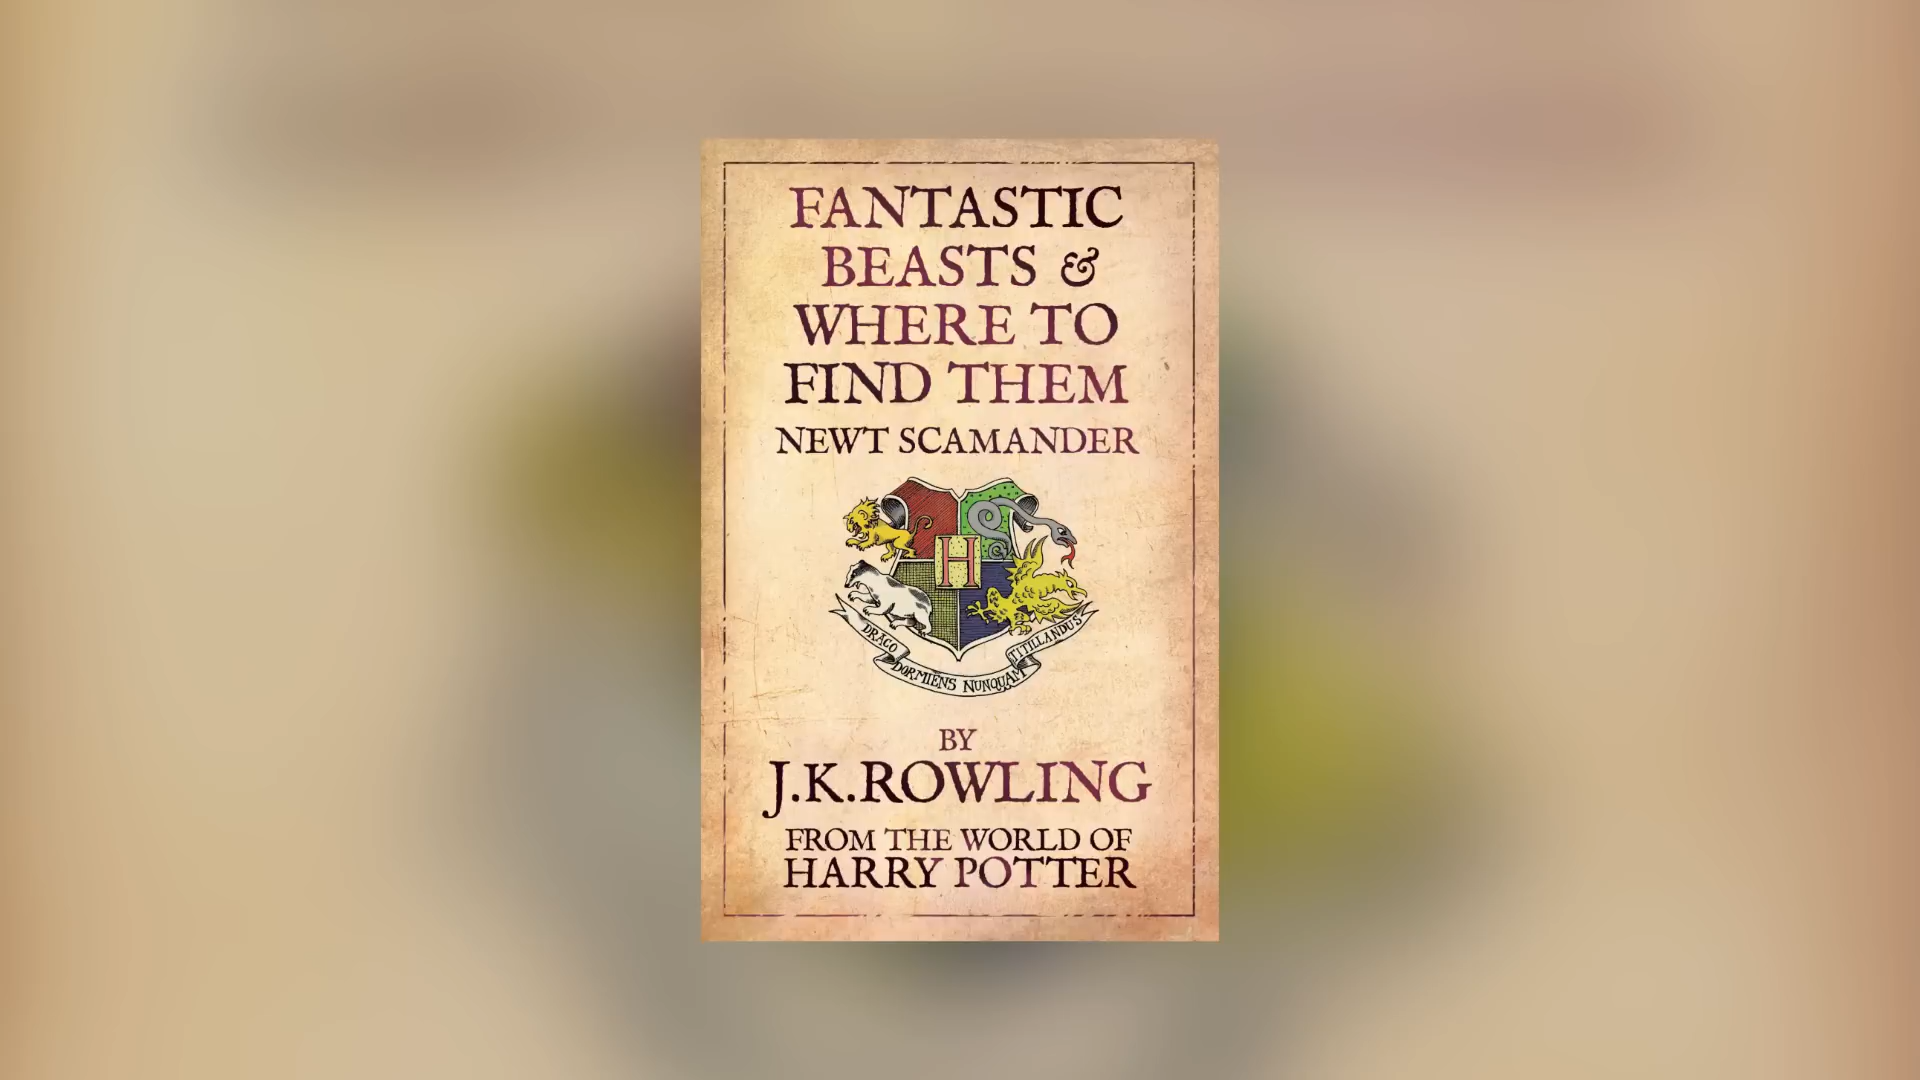 FANTASTIC
BEASTS &
WHERE TO
FIND THEM
NEWT SCAMANDER
H
DRACO
DORMIENS NUNQUAM
TITILLANDUS
BY
J.K.ROWLING
FROM THE WORLD OF
HARRY POTTER